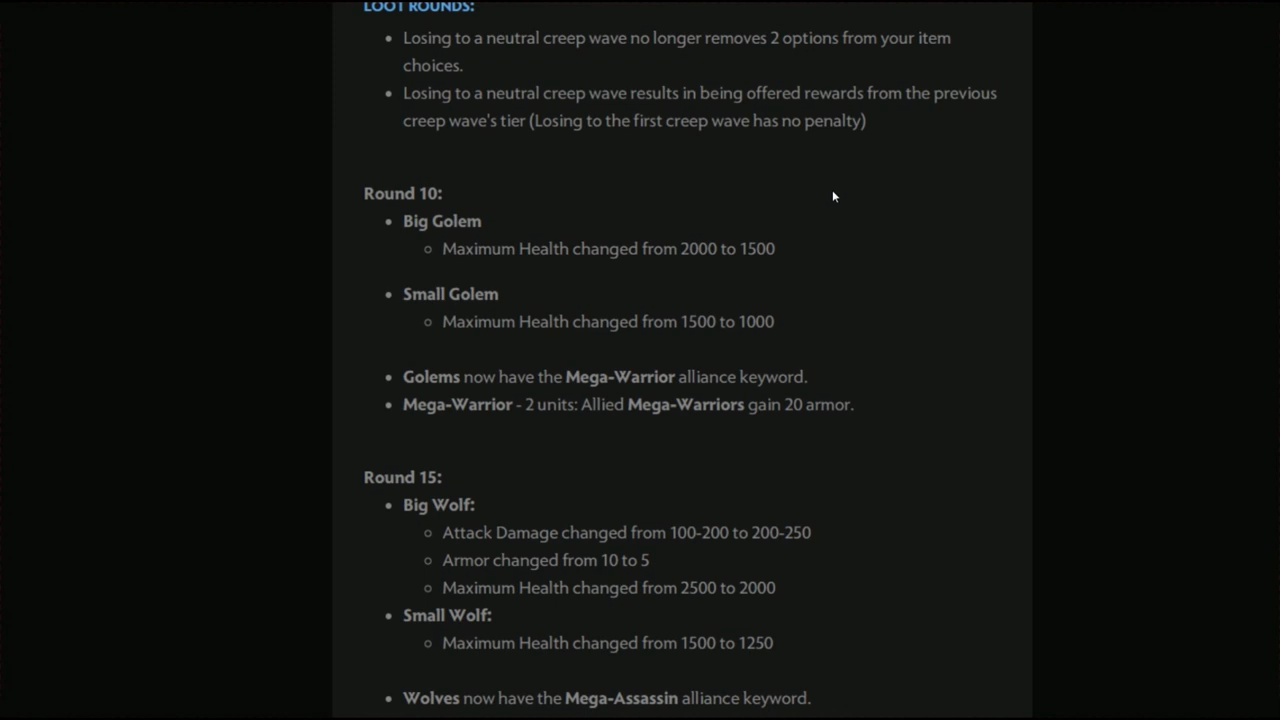 LOOT ROUNDS:
• Losing to a neutral creep wave no longer removes 2 options from your item
choices.
• Losing to a neutral creep wave results in being offered rewards from the previous
creep wave's tier (Losing to the first creep wave has no penalty)
Round 10:
• Big Golem
○ Maximum Health changed from 2000 to 1500
• Small Golem
○ Maximum Health changed from 1500 to 1000
• Golems now have the Mega-Warrior alliance keyword.
• Mega-Warrior - 2 units: Allied Mega-Warriors gain 20 armor.
Round 15:
• Big Wolf:
○ Attack Damage changed from 100-200 to 200-250
○ Armor changed from 10 to 5
○ Maximum Health changed from 2500 to 2000
• Small Wolf:
○ Maximum Health changed from 1500 to 1250
• Wolves now have the Mega-Assassin alliance keyword.